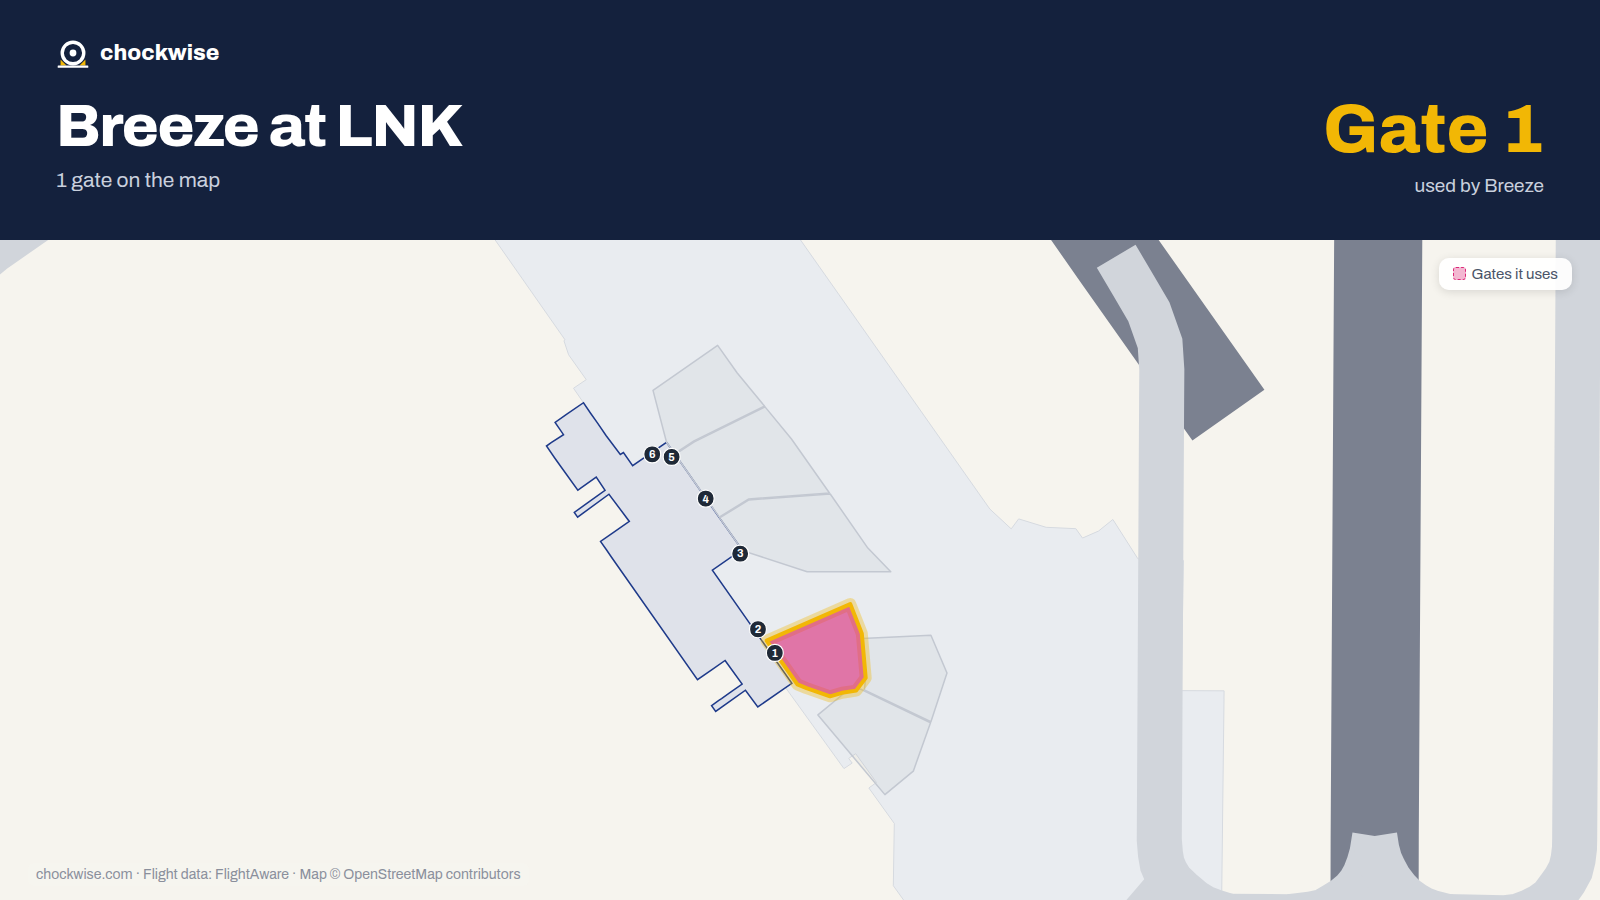 chockwise
Breeze at LNK
1 gate on the map
Gate 1
used by Breeze
Gates it uses
6
5
4
3
2
1
chockwise.com · Flight data: FlightAware · Map © OpenStreetMap contributors